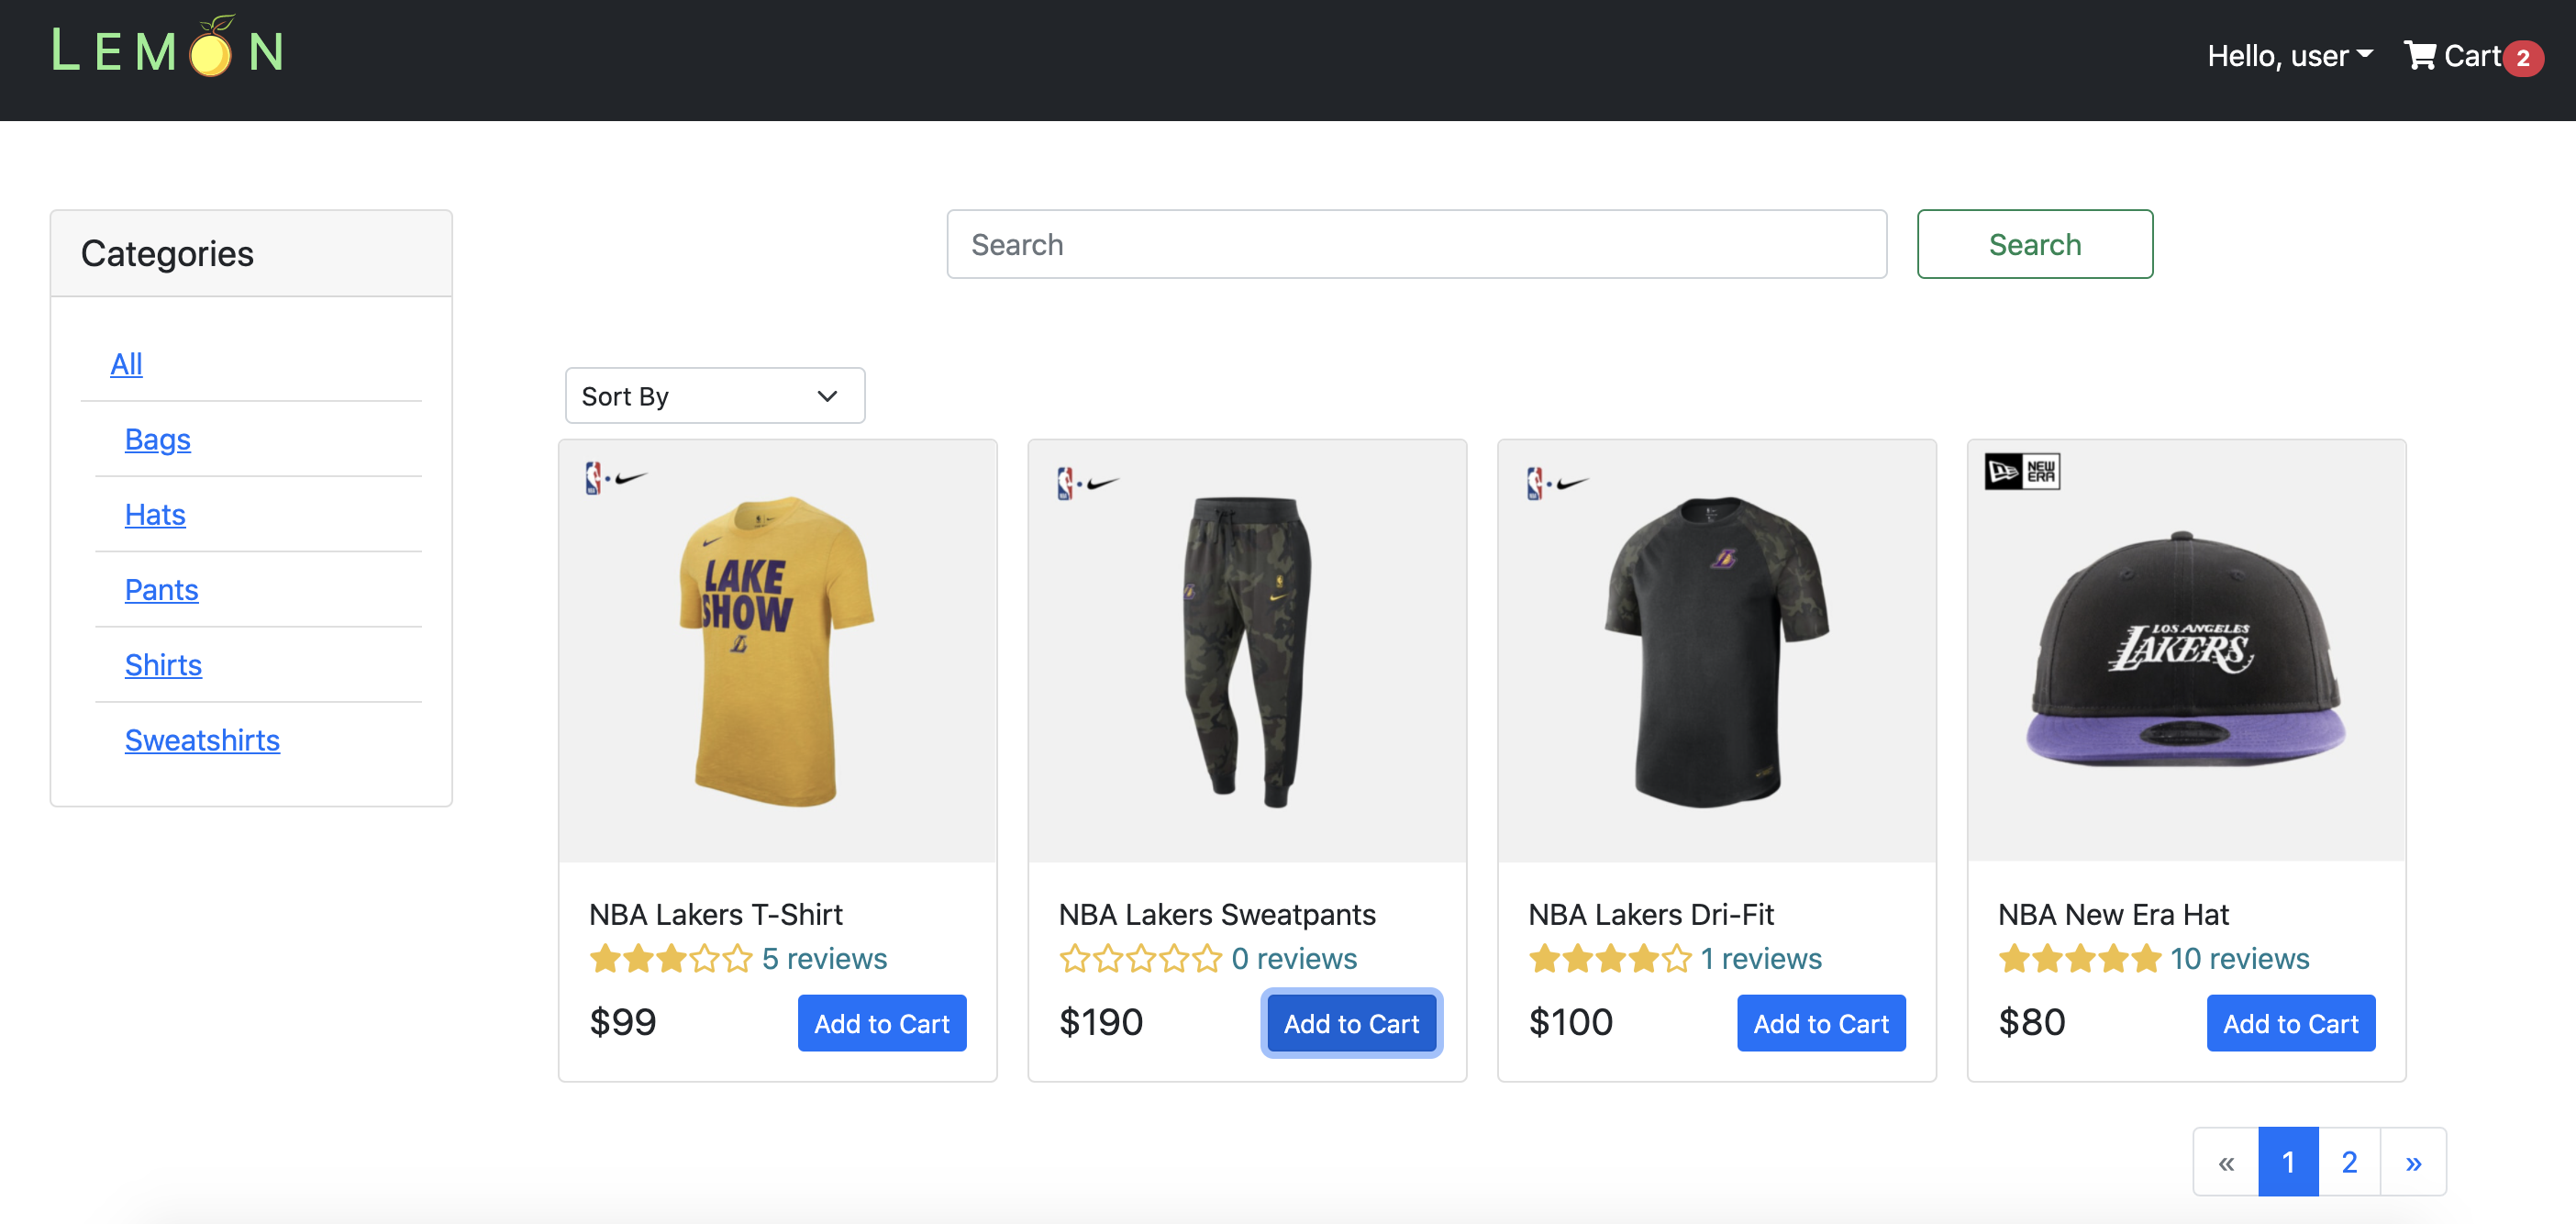 LEMON
Hello, user
Cart 2
Categories
All
Bags
Hats
Pants
Shirts
Sweatshirts
Search
Search
Sort By
LAKE
SHOW
NBA Lakers T-Shirt
5 reviews
$99
Add to Cart
NBA Lakers Sweatpants
0 reviews
$190
Add to Cart
NBA Lakers Dri-Fit
1 reviews
$100
Add to Cart
NEW
ERA
LOS ANGELES
LAKERS
NBA New Era Hat
10 reviews
$80
Add to Cart
« 1 2 »